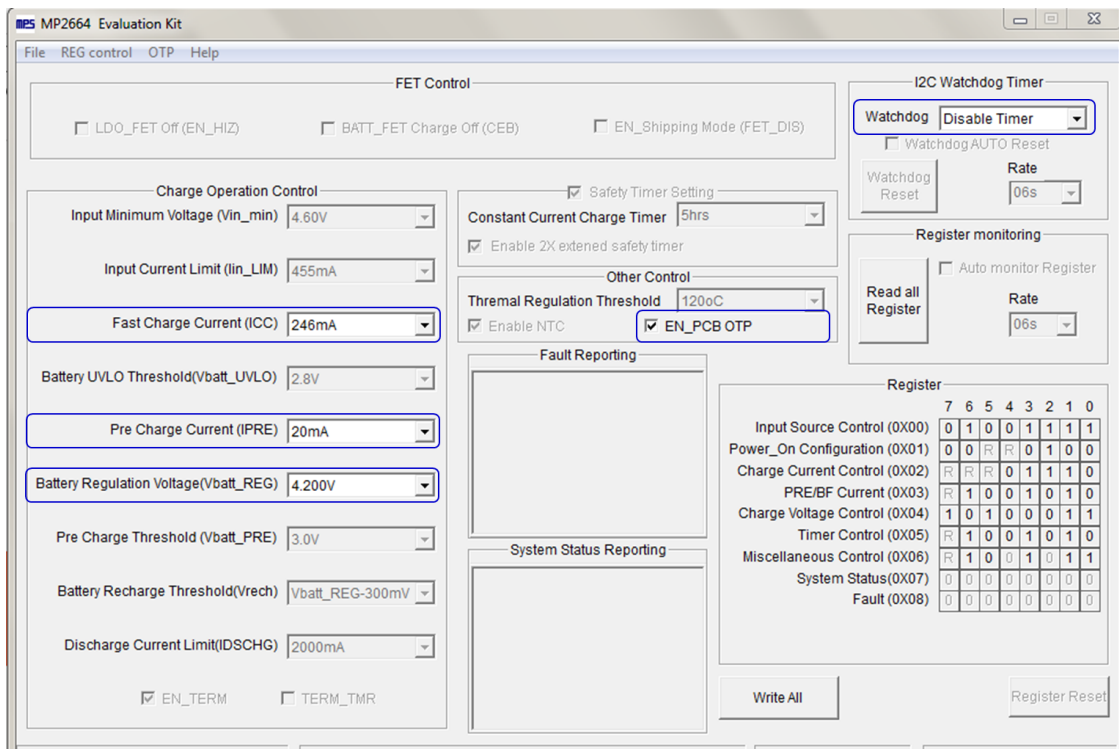 mps MP2664 Evaluation Kit
File REG control OTP Help
FET Control
LDO_FET Off (EN_HIZ) BATT_FET Charge Off (CEB) EN_Shipping Mode (FET_DIS)
I2C Watchdog Timer
Watchdog Disable Timer
Watchdog AUTO Reset
Watchdog Reset
Rate
06s
Charge Operation Control
Input Minimum Voltage (Vin_min) 4.60V
Input Current Limit (Iin_LIM) 455mA
Fast Charge Current (ICC) 246mA
Battery UVLO Threshold(Vbatt_UVLO) 2.8V
Pre Charge Current (IPRE) 20mA
Battery Regulation Voltage(Vbatt_REG) 4.200V
Pre Charge Threshold (Vbatt_PRE) 3.0V
Battery Recharge Threshold(Vrech) Vbatt_REG-300mV
Discharge Current Limit(IDSCHG) 2000mA
EN_TERM TERM_TMR
Safety Timer Setting
Constant Current Charge Timer 5hrs
Enable 2X extened safety timer
Other Control
Thremal Regulation Threshold 120oC
Enable NTC EN_PCB OTP
Fault Reporting
System Status Reporting
Register monitoring
Auto monitor Register
Read all
Register
Rate
06s
Register
7 6 5 4 3 2 1 0
Input Source Control (0X00) 0 1 0 0 1 1 1 1
Power_On Configuration (0X01) 0 0 R R 0 1 0 0
Charge Current Control (0X02) R R R 0 1 1 1 0
PRE/BF Current (0X03) R 1 0 0 1 0 1 0
Charge Voltage Control (0X04) 1 0 1 0 0 0 1 1
Timer Control (0X05) R 1 0 0 1 0 1 0
Miscellaneous Control (0X06) R 1 0 0 1 0 1 1
System Status(0X07) 0 0 0 0 0 0 0 0
Fault (0X08) 0 0 0 0 0 0 0 0
Write All
Register Reset